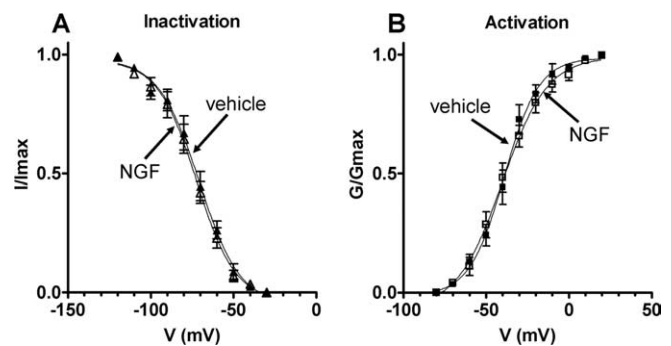 A Inactivation
1.0
0.5
0.0
I/Imax
vehicle
NGF
-150 -100 -50 0
V (mV)
B Activation
1.0
0.5
0.0
G/Gmax
vehicle
NGF
-100 -50 0 50
V (mV)